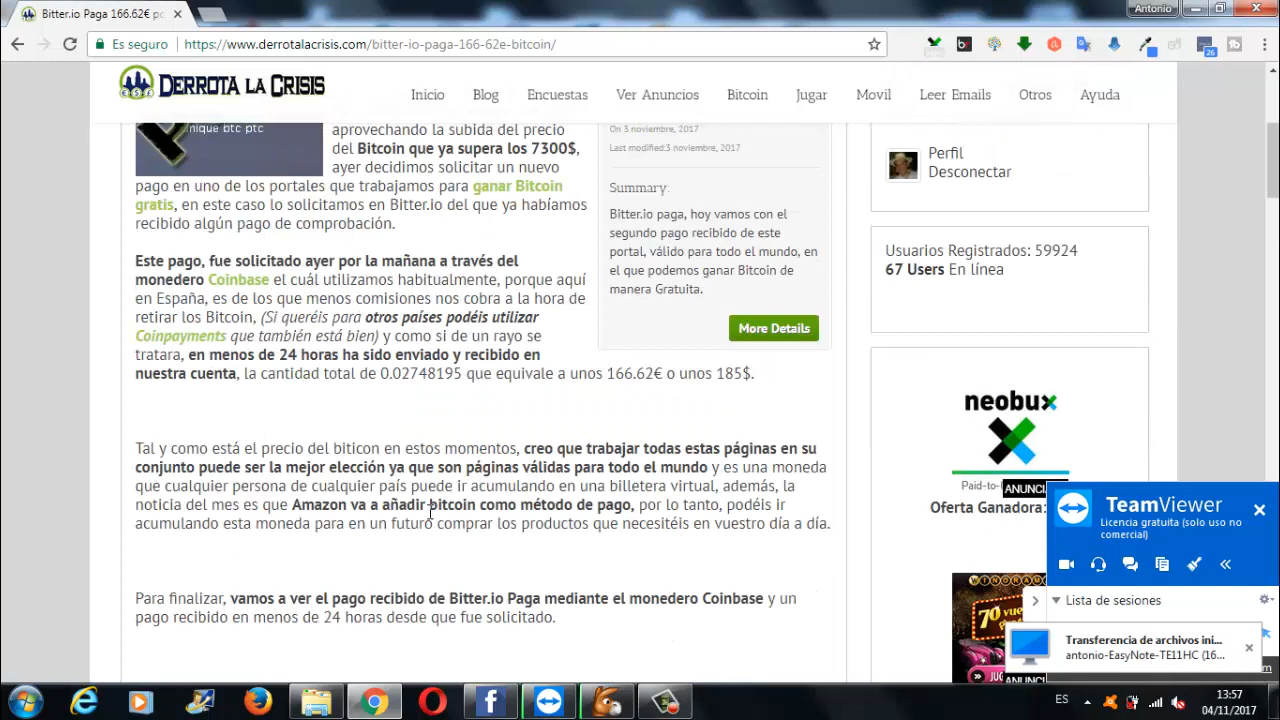 Bitter.io Paga 166.62€ po
Antonio
Es seguro
https://www.derrotalacrisis.com/bitter-io-paga-166-62e-bitcoin/
26
DERROTA LA CRISIS
Inicio
Blog
Encuestas
Ver Anuncios
Bitcoin
Jugar
Movil
Leer Emails
Otros
Ayuda
nique btc ptc
aprovechando la subida del precio
del Bitcoin que ya supera los 7300$,
ayer decidimos solicitar un nuevo
pago en uno de los portales que trabajamos para ganar Bitcoin
gratis, en este caso lo solicitamos en Bitter.io del que ya habíamos
recibido algún pago de comprobación.
Este pago, fue solicitado ayer por la mañana a través del
monedero Coinbase el cuál utilizamos habitualmente, porque aquí
en España, es de los que menos comisiones nos cobra a la hora de
retirar los Bitcoin, (Si queréis para otros países podéis utilizar
Coinpayments que también está bien) y como si de un rayo se
tratara, en menos de 24 horas ha sido enviado y recibido en
nuestra cuenta, la cantidad total de 0.02748195 que equivale a unos 166.62€ o unos 185$.
On 3 noviembre, 2017
Last modified:3 noviembre, 2017
Summary:
Bitter.io paga, hoy vamos con el
segundo pago recibido de este
portal, válido para todo el mundo, en
el que podemos ganar Bitcoin de
manera Gratuita.
More Details
Tal y como está el precio del biticon en estos momentos, creo que trabajar todas estas páginas en su
conjunto puede ser la mejor elección ya que son páginas válidas para todo el mundo y es una moneda
que cualquier persona de cualquier país puede ir acumulando en una billetera virtual, además, la
noticia del mes es que Amazon va a añadir bitcoin como método de pago, por lo tanto, podéis ir
acumulando esta moneda para en un futuro comprar los productos que necesitéis en vuestro día a día.
Para finalizar, vamos a ver el pago recibido de Bitter.io Paga mediante el monedero Coinbase y un
pago recibido en menos de 24 horas desde que fue solicitado.
Perfil
Desconectar
Usuarios Registrados: 59924
67 Users En línea
neobux
Paid-to-
ANUNCI
Oferta Ganadora:
WINORAMA
70 vue
JUG
ANUNCI
TeamViewer
Licencia gratuita (solo uso no
comercial)
Lista de sesiones
Transferencia de archivos ini...
antonio-EasyNote-TE11HC (16...
ES
13:57
04/11/2017